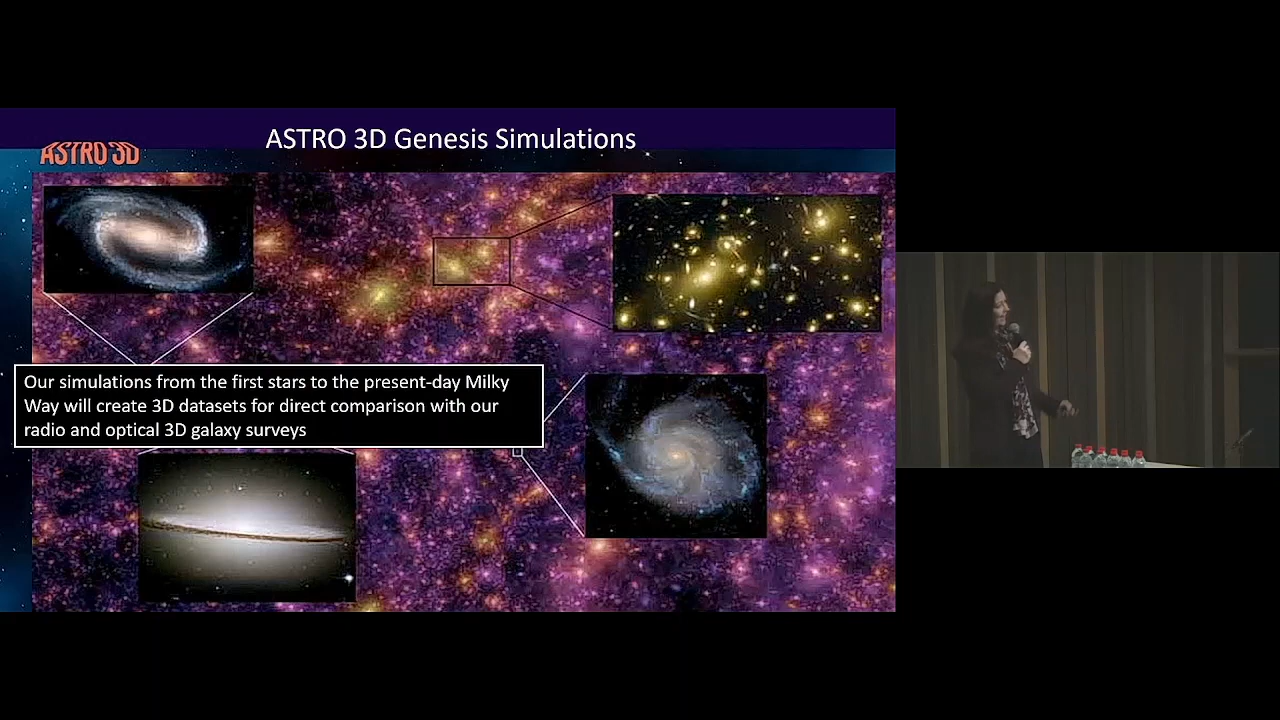 ASTRO 3D Genesis Simulations
ASTRO 3D
Our simulations from the first stars to the present-day Milky
Way will create 3D datasets for direct comparison with our
radio and optical 3D galaxy surveys